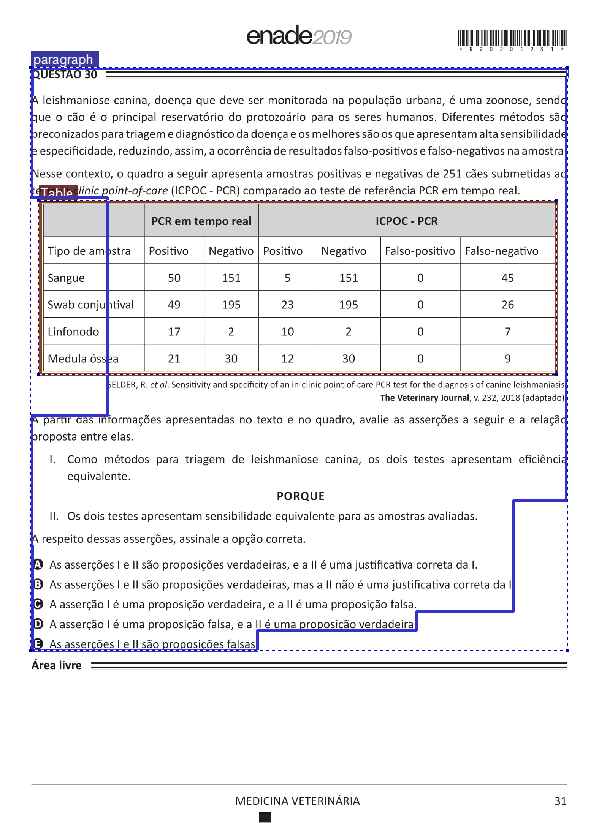 enade2019
paragraph
QUESTÃO 30
A leishmaniose canina, doença que deve ser monitorada na população urbana, é uma zoonose, sendo
que o cão é o principal reservatório do protozoário para os seres humanos. Diferentes métodos são
preconizados para triagem e diagnóstico da doença e os melhores são os que apresentam alta sensibilidade
e especificidade, reduzindo, assim, a ocorrência de resultados falso-positivos e falso-negativos na amostra.
Nesse contexto, o quadro a seguir apresenta amostras positivas e negativas de 251 cães submetidas ao
Table clinic point-of-care (ICPOC - PCR) comparado ao teste de referência PCR em tempo real.
PCR em tempo real ICPOC - PCR
Tipo de amostra Positivo Negativo Positivo Negativo Falso-positivo Falso-negativo
Sangue 50 151 5 151 0 45
Swab conjuntival 49 195 23 195 0 26
Linfonodo 17 2 10 2 0 7
Medula óssea 21 30 12 30 0 9
SELDER, R. et al. Sensitivity and specificity of an in-clinic point-of-care PCR test for the diagnosis of canine leishmaniasis.
The Veterinary Journal, v. 232, 2018 (adaptado).
A partir das informações apresentadas no texto e no quadro, avalie as asserções a seguir e a relação
proposta entre elas.
I. Como métodos para triagem de leishmaniose canina, os dois testes apresentam eficiência
equivalente.
PORQUE
II. Os dois testes apresentam sensibilidade equivalente para as amostras avaliadas.
A respeito dessas asserções, assinale a opção correta.
A As asserções I e II são proposições verdadeiras, e a II é uma justificativa correta da I.
B As asserções I e II são proposições verdadeiras, mas a II não é uma justificativa correta da I.
C A asserção I é uma proposição verdadeira, e a II é uma proposição falsa.
D A asserção I é uma proposição falsa, e a II é uma proposição verdadeira.
E As asserções I e II são proposições falsas.
Área livre
MEDICINA VETERINÁRIA 31